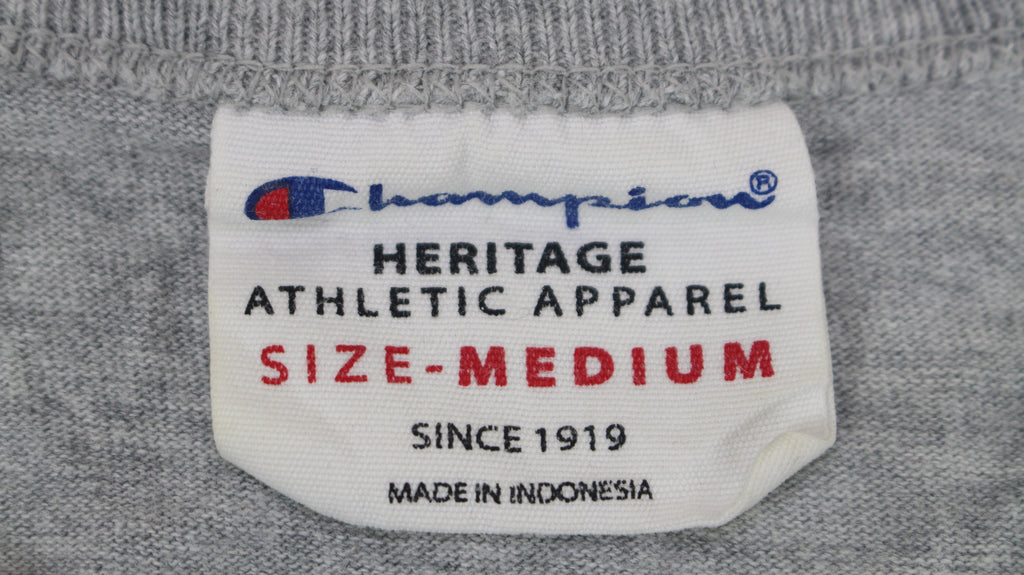 Champion®
HERITAGE
ATHLETIC APPAREL
SIZE-MEDIUM
SINCE 1919
MADE IN INDONESIA